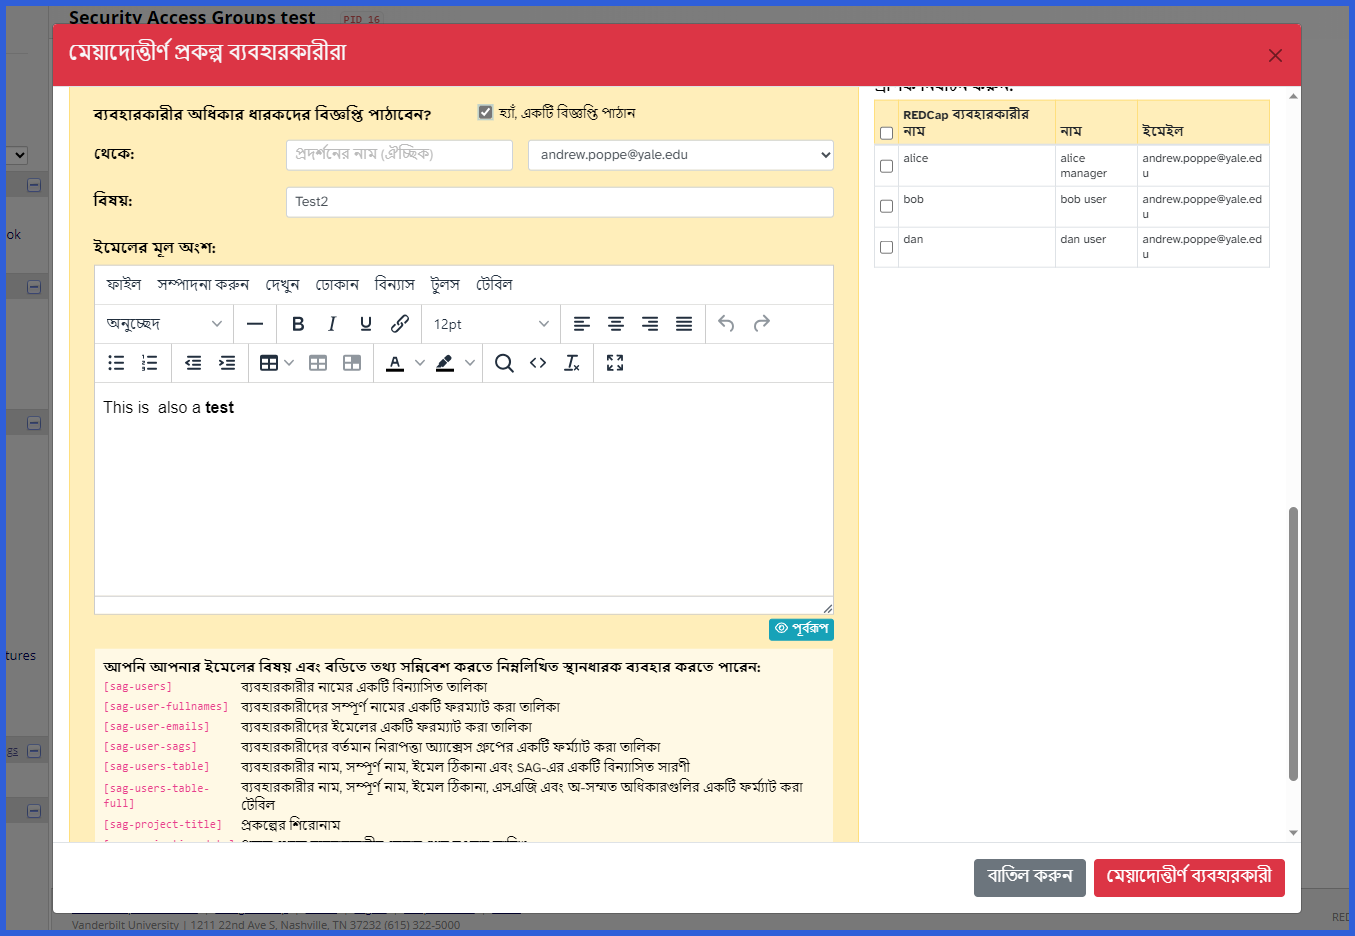 Security Access Groups test PID 16
মেয়াদোত্তীর্ণ প্রকল্প ব্যবহারকারীরা
ব্যবহারকারীর অধিকার ধারকদের বিজ্ঞপ্তি পাঠাবেন? হ্যাঁ, একটি বিজ্ঞপ্তি পাঠান
থেকে: প্রদর্শনের নাম (ঐচ্ছিক) andrew.poppe@yale.edu
বিষয়: Test2
ইমেলের মূল অংশ:
ফাইল সম্পাদনা করুন দেখুন ঢোকান বিন্যাস টুলস টেবিল
অনুচ্ছেদ B I U 12pt
This is  also a test
পূর্বরূপ
আপনি আপনার ইমেলের বিষয় এবং বডিতে তথ্য সন্নিবেশ করতে নিম্নলিখিত স্থানধারক ব্যবহার করতে পারেন:
[sag-users] ব্যবহারকারীর নামের একটি বিন্যাসিত তালিকা
[sag-user-fullnames] ব্যবহারকারীদের সম্পূর্ণ নামের একটি ফরম্যাট করা তালিকা
[sag-user-emails] ব্যবহারকারীদের ইমেলের একটি ফরম্যাট করা তালিকা
[sag-user-sags] ব্যবহারকারীদের বর্তমান নিরাপত্তা অ্যাক্সেস গ্রুপের একটি ফর্ম্যাট করা তালিকা
[sag-users-table] ব্যবহারকারীর নাম, সম্পূর্ণ নাম, ইমেল ঠিকানা এবং SAG-এর একটি বিন্যাসিত সারণী
[sag-users-table-full] ব্যবহারকারীর নাম, সম্পূর্ণ নাম, ইমেল ঠিকানা, এসএজি এবং অ-সম্মত অধিকারগুলির একটি ফর্ম্যাট করা
টেবিল
[sag-project-title] প্রকল্পের শিরোনাম
REDCap ব্যবহারকারীর
নাম নাম ইমেইল
alice alice manager andrew.poppe@yale.edu
bob bob user andrew.poppe@yale.edu
dan dan user andrew.poppe@yale.edu
বাতিল করুন মেয়াদোত্তীর্ণ ব্যবহারকারী
ok
tures
gs
Vanderbilt University | 1211 22nd Ave S, Nashville, TN 37232 (615) 322-5000
RED